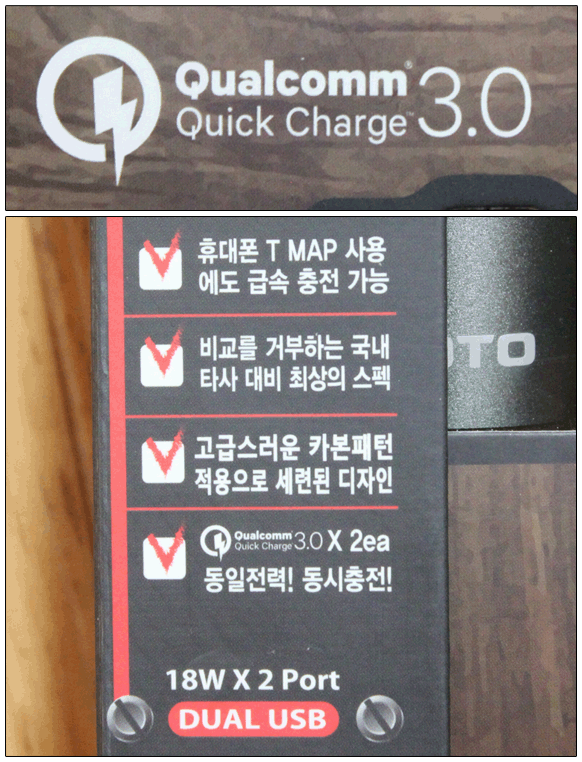 Qualcomm®
Quick Charge™ 3.0
휴대폰 T MAP 사용
에도 급속 충전 가능
비교를 거부하는 국내
타사 대비 최상의 스펙
고급스러운 카본패턴
적용으로 세련된 디자인
Qualcomm®
Quick Charge™ 3.0 X 2ea
동일전력! 동시충전!
18W X 2 Port
DUAL USB